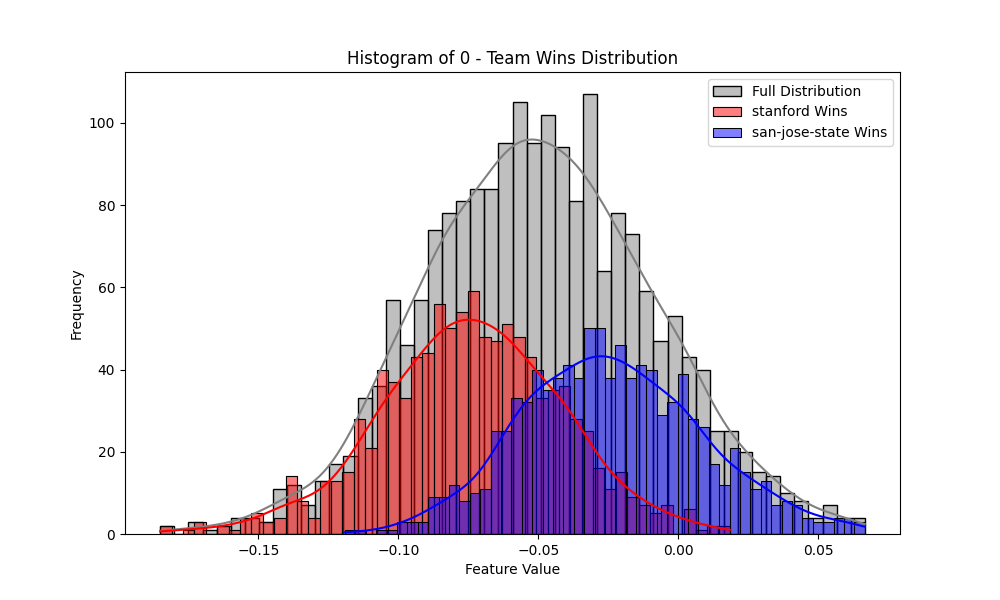 Histogram of 0 - Team Wins Distribution
Full Distribution
stanford Wins
san-jose-state Wins
100
80
60
40
20
0
Frequency
−0.15
−0.10
−0.05
0.00
0.05
Feature Value